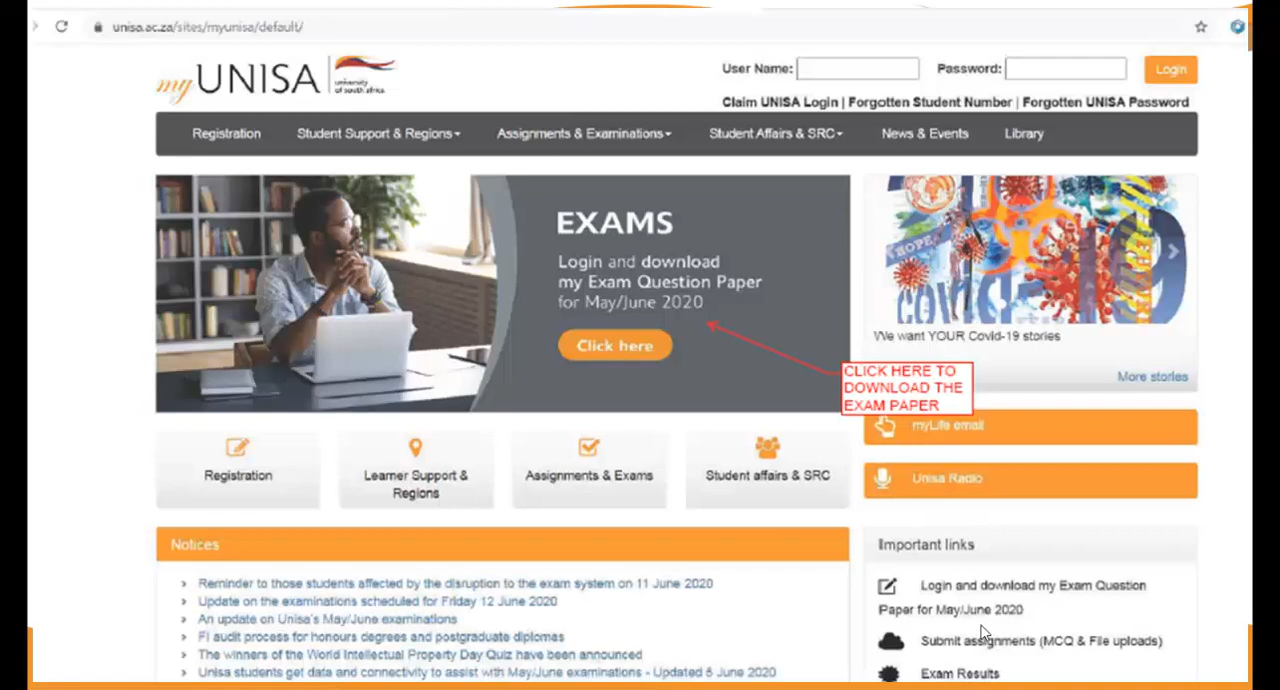 unisa.ac.za/sites/myunisa/default/
my UNISA
university
of south africa
User Name:
Password:
Login
Claim UNISA Login | Forgotten Student Number | Forgotten UNISA Password
Registration
Student Support & Regions
Assignments & Examinations
Student Affairs & SRC
News & Events
Library
EXAMS
Login and download
my Exam Question Paper
for May/June 2020
Click here
CLICK HERE TO
DOWNLOAD THE
EXAM PAPER
HOPE
COVID
19
We want YOUR Covid-19 stories
More stories
myLife email
Unisa Radio
Registration
Learner Support &
Regions
Assignments & Exams
Student affairs & SRC
Notices
Reminder to those students affected by the disruption to the exam system on 11 June 2020
Update on the examinations scheduled for Friday 12 June 2020
An update on Unisa's May/June examinations
FI audit process for honours degrees and postgraduate diplomas
The winners of the World Intellectual Property Day Quiz have been announced
Unisa students get data and connectivity to assist with May/June examinations - Updated 5 June 2020
Important links
Login and download my Exam Question
Paper for May/June 2020
Submit assignments (MCQ & File uploads)
Exam Results